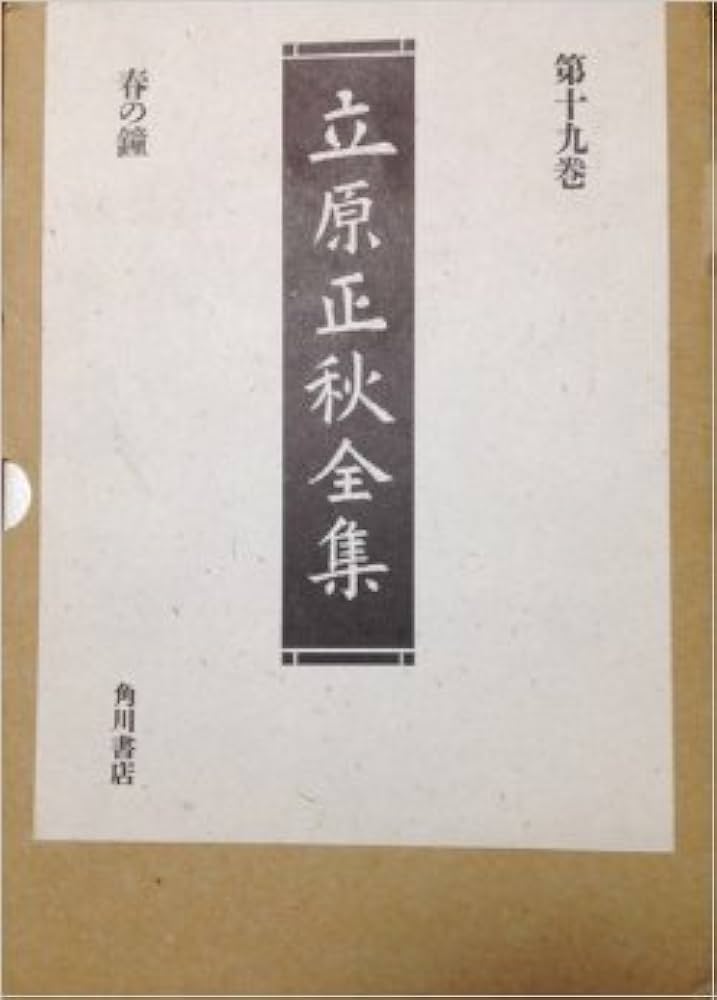 第十九巻
立原正秋全集
春の鐘
角川書店